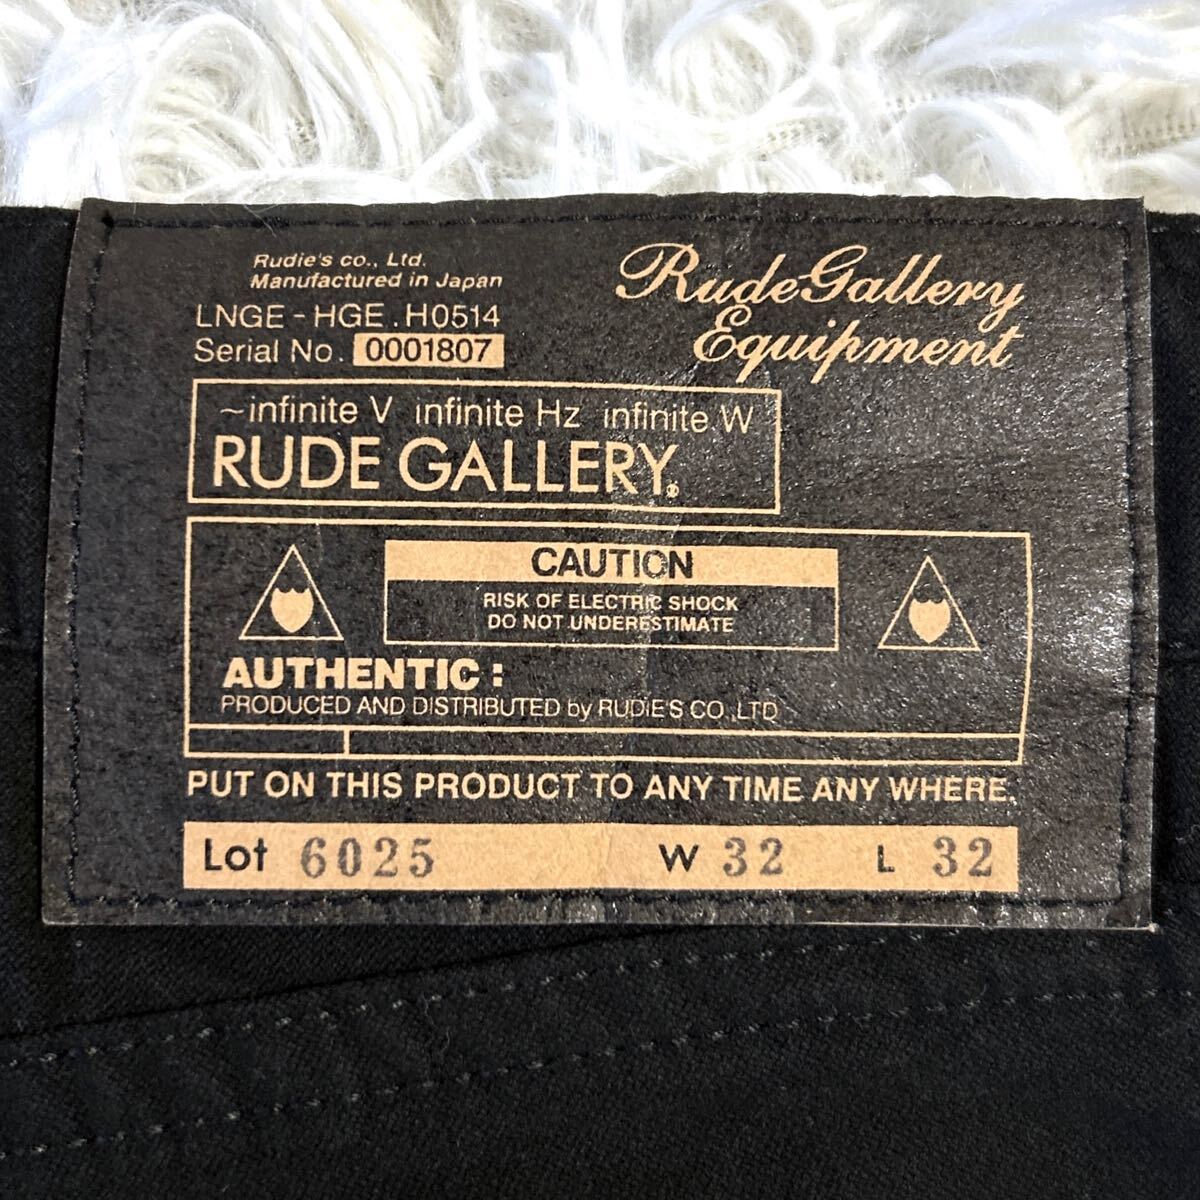 Rudie's co., Ltd.
Manufactured in Japan
LNGE - HGE . H0514
Serial No. 0001807
RudeGallery
Equipment
~infinite V infinite Hz infinite W
RUDE GALLERY®
CAUTION
RISK OF ELECTRIC SHOCK
DO NOT UNDERESTIMATE
AUTHENTIC :
PRODUCED AND DISTRIBUTED by RUDIE'S CO.,LTD
PUT ON THIS PRODUCT TO ANY TIME ANY WHERE.
Lot 6025 W 32 L 32